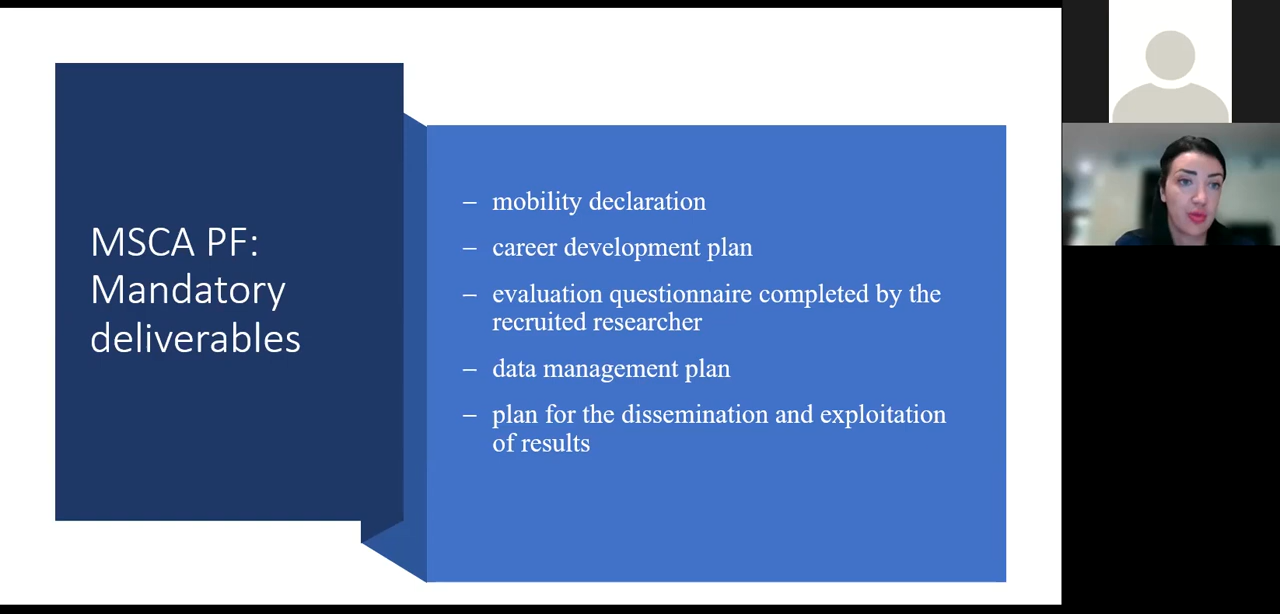 MSCA PF:
Mandatory
deliverables
– mobility declaration
– career development plan
– evaluation questionnaire completed by the
recruited researcher
– data management plan
– plan for the dissemination and exploitation
of results